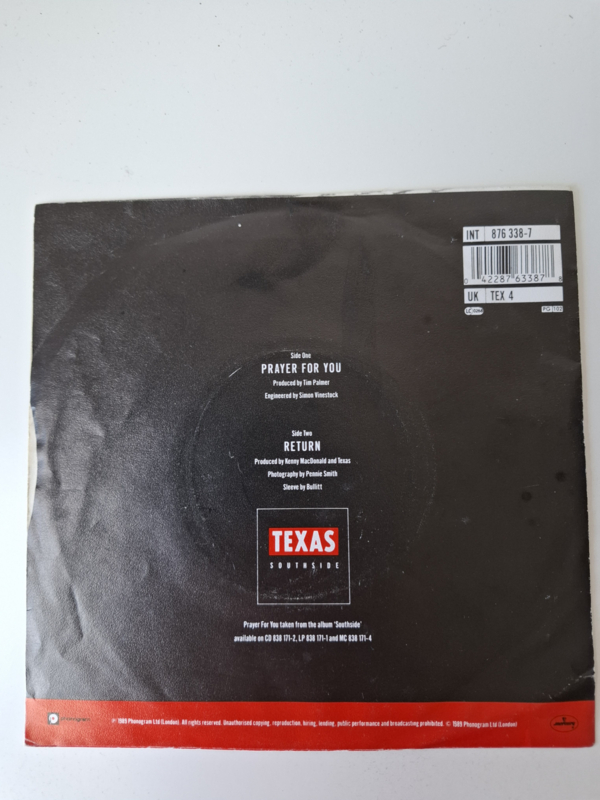 INT 876 338-7
0 42287 63387 8
UK TEX 4
Side One
PRAYER FOR YOU
Produced by Tim Palmer
Engineered by Simon Vinestock
Side Two
RETURN
Produced by Kenny MacDonald and Texas
Photography by Pennie Smith
Sleeve by Bullitt
TEXAS
SOUTHSIDE
Prayer For You taken from the album 'Southside'
available on CD 838 171-2, LP 838 171-1 and MC 838 171-4
phonogram
℗ 1989 Phonogram Ltd (London). All rights reserved. Unauthorised copying, reproduction, hiring, lending, public performance and broadcasting prohibited. © 1989 Phonogram Ltd (London)